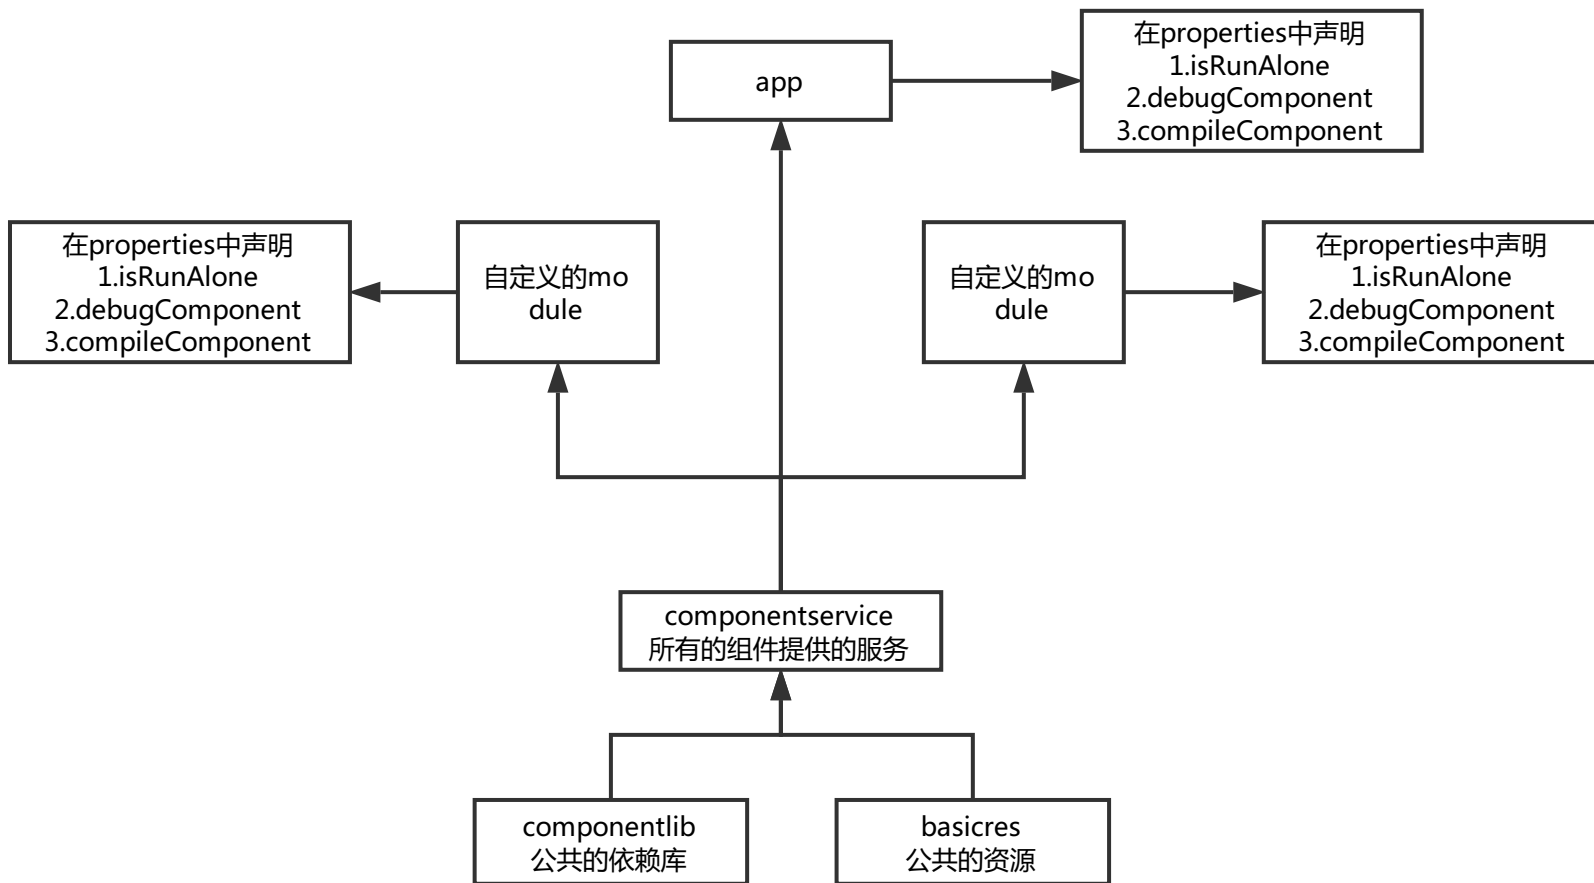 app
在properties中声明
1.isRunAlone
2.debugComponent
3.compileComponent
在properties中声明
1.isRunAlone
2.debugComponent
3.compileComponent
自定义的mo
dule
自定义的mo
dule
在properties中声明
1.isRunAlone
2.debugComponent
3.compileComponent
componentservice
所有的组件提供的服务
componentlib
公共的依赖库
basicres
公共的资源